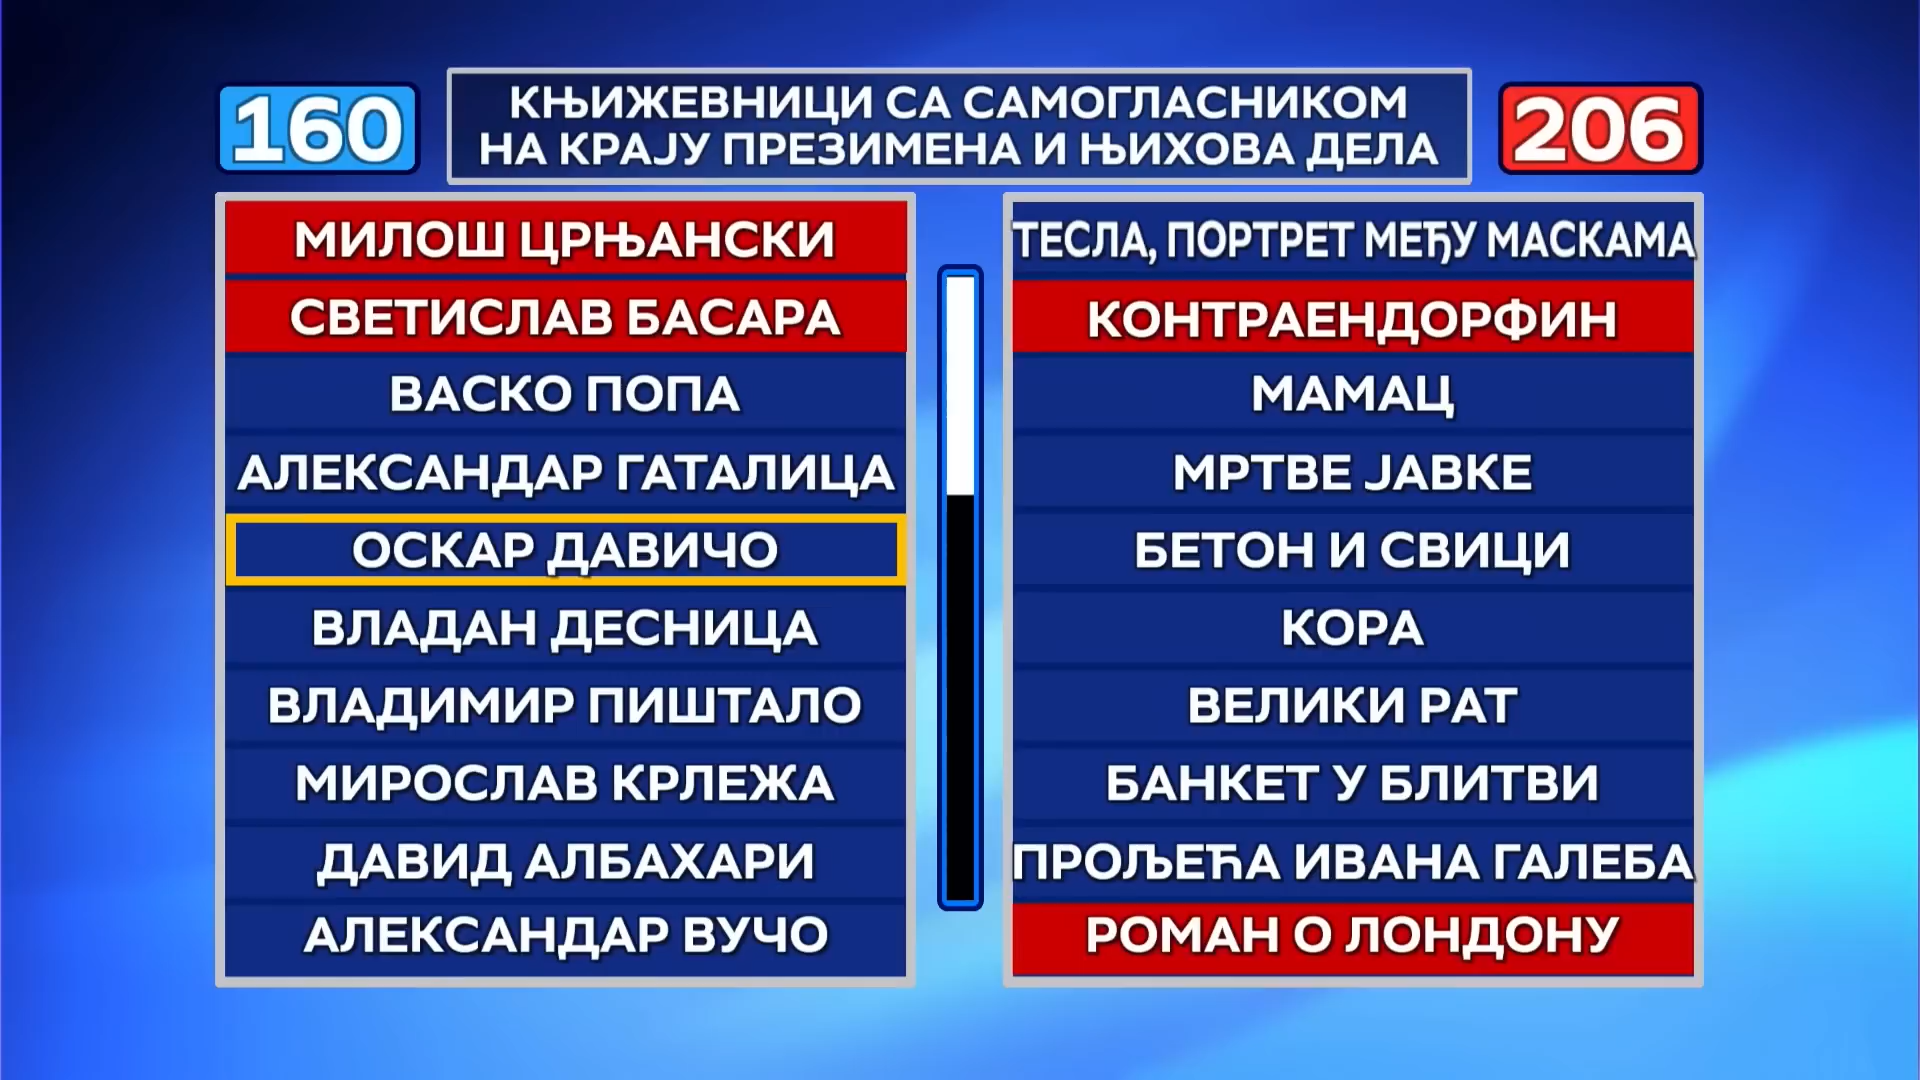 160
КЊИЖЕВНИЦИ СА САМОГЛАСНИКОМ
НА КРАЈУ ПРЕЗИМЕНА И ЊИХОВА ДЕЛА
206
МИЛОШ ЦРЊАНСКИ
ТЕСЛА, ПОРТРЕТ МЕЂУ МАСКАМА
СВЕТИСЛАВ БАСАРА
КОНТРАЕНДОРФИН
ВАСКО ПОПА
МАМАЦ
АЛЕКСАНДАР ГАТАЛИЦА
МРТВЕ ЈАВКЕ
ОСКАР ДАВИЧО
БЕТОН И СВИЦИ
ВЛАДАН ДЕСНИЦА
КОРА
ВЛАДИМИР ПИШТАЛО
ВЕЛИКИ РАТ
МИРОСЛАВ КРЛЕЖА
БАНКЕТ У БЛИТВИ
ДАВИД АЛБАХАРИ
ПРОЉЕЋА ИВАНА ГАЛЕБА
АЛЕКСАНДАР ВУЧО
РОМАН О ЛОНДОНУ